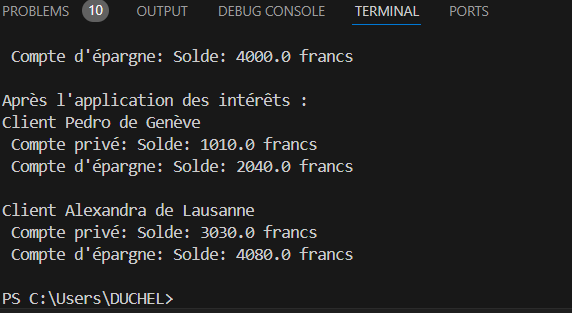 PROBLEMS 10 OUTPUT DEBUG CONSOLE TERMINAL PORTS
Compte d'épargne: Solde: 4000.0 francs
Après l'application des intérêts :
Client Pedro de Genève
Compte privé: Solde: 1010.0 francs
Compte d'épargne: Solde: 2040.0 francs
Client Alexandra de Lausanne
Compte privé: Solde: 3030.0 francs
Compte d'épargne: Solde: 4080.0 francs
PS C:\Users\DUCHEL>